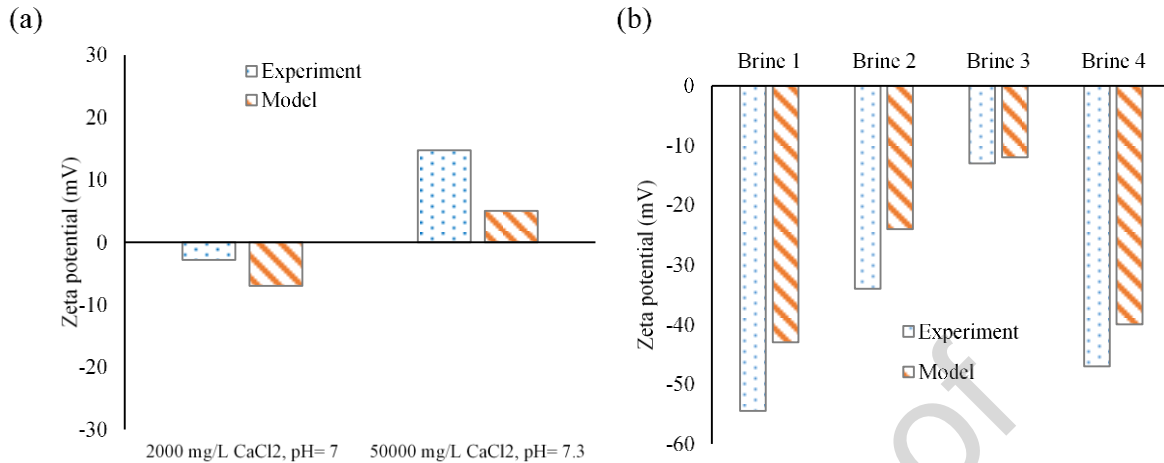 (a)
30
20
10
0
-10
-20
-30
Zeta potential (mV)
Experiment
Model
2000 mg/L CaCl2, pH= 7
50000 mg/L CaCl2, pH= 7.3
(b)
Brine 1
Brine 2
Brine 3
Brine 4
0
-10
-20
-30
-40
-50
-60
Zeta potential (mV)
Experiment
Model
of